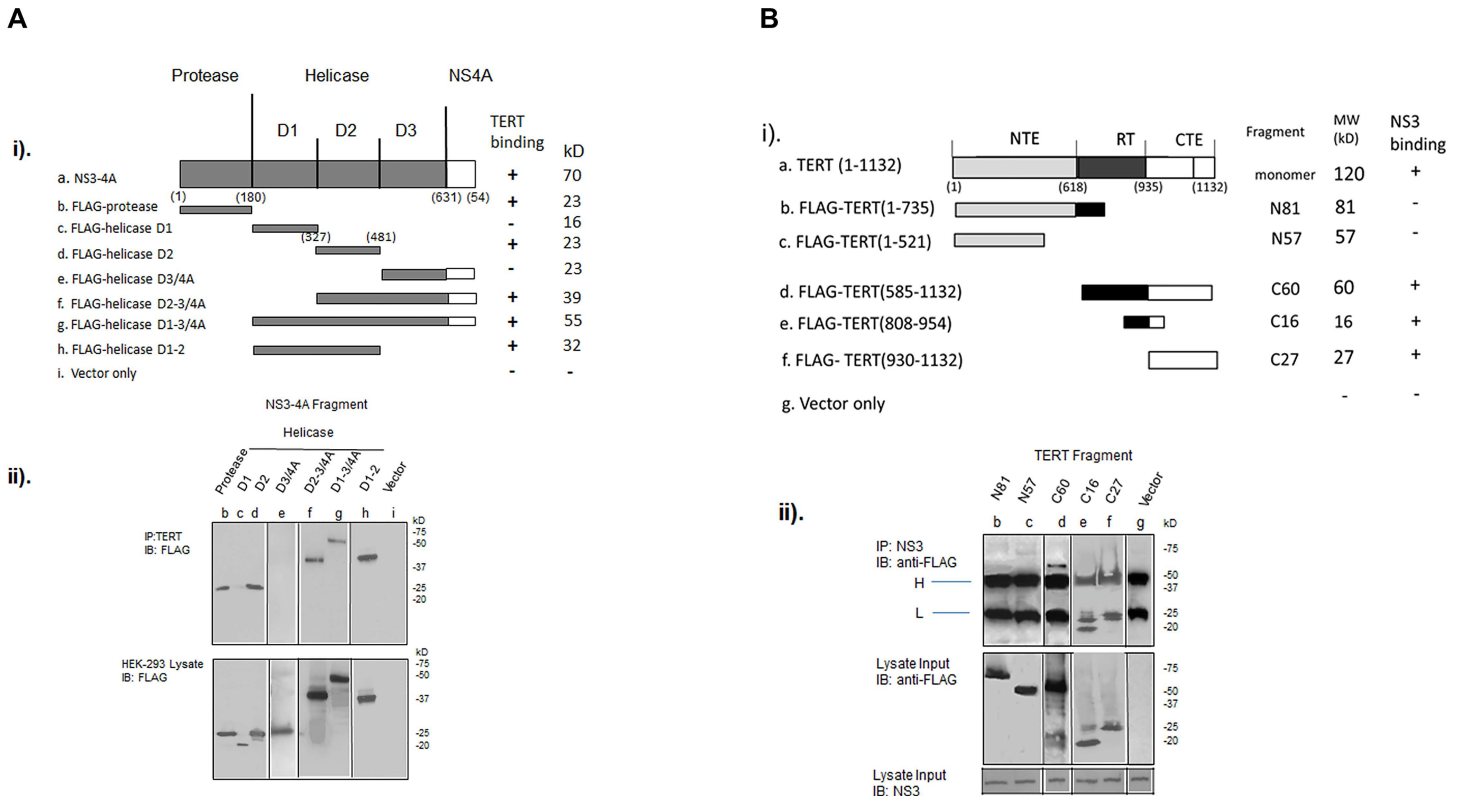 A
Protease Helicase NS4A
D1 D2 D3
TERT binding kD
i).
a. NS3-4A + 70
(1) (180) (631) (54)
b. FLAG-protease + 23
c. FLAG-helicase D1 - 16
(327) (481)
d. FLAG-helicase D2 + 23
e. FLAG-helicase D3/4A - 23
f. FLAG-helicase D2-3/4A + 39
g. FLAG-helicase D1-3/4A + 55
h. FLAG-helicase D1-2 + 32
i. Vector only - -
NS3-4A Fragment
Helicase
ii).
Protease D1 D2 D3/4A D2-3/4A D1-3/4A D1-2 Vector
b c d e f g h i
IP:TERT
IB: FLAG
kD
-75
-50
-37
-25
-20
HEK-293 Lysate
IB: FLAG
kD
-75
-50
-37
-25
-20
B
i).
NTE RT CTE
Fragment MW (kD) NS3 binding
a. TERT (1-1132) monomer 120 +
(1) (618) (935) (1132)
b. FLAG-TERT(1-735) N81 81 -
c. FLAG-TERT(1-521) N57 57 -
d. FLAG-TERT(585-1132) C60 60 +
e. FLAG-TERT(808-954) C16 16 +
f. FLAG- TERT(930-1132) C27 27 +
g. Vector only - -
TERT Fragment
ii).
N81 N57 C60 C16 C27 Vector
b c d e f g kD
IP: NS3
IB: anti-FLAG
H
L
-75
-50
-37
-25
-20
Lysate Input
IB: anti-FLAG
-75
-50
-37
-25
-20
Lysate Input
IB: NS3